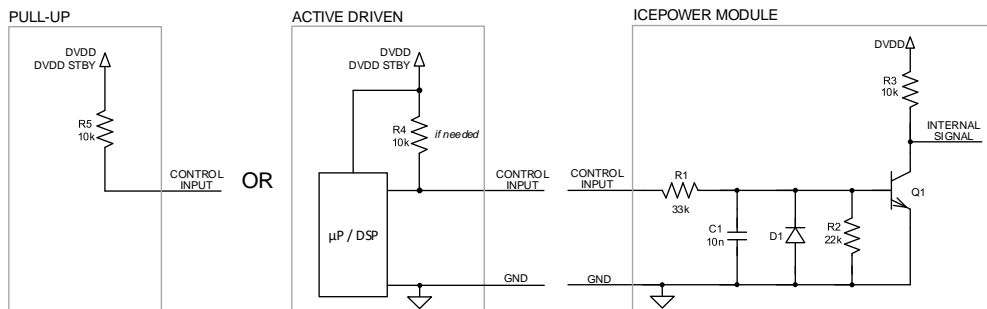 PULL-UP
DVDD
DVDD STBY
R5
10k
CONTROL
INPUT
OR
ACTIVE DRIVEN
DVDD
DVDD STBY
R4
10k
if needed
µP / DSP
CONTROL
INPUT
GND
ICEPOWER MODULE
DVDD
R3
10k
INTERNAL
SIGNAL
CONTROL
INPUT
R1
33k
C1
10n
D1
R2
22k
Q1
GND